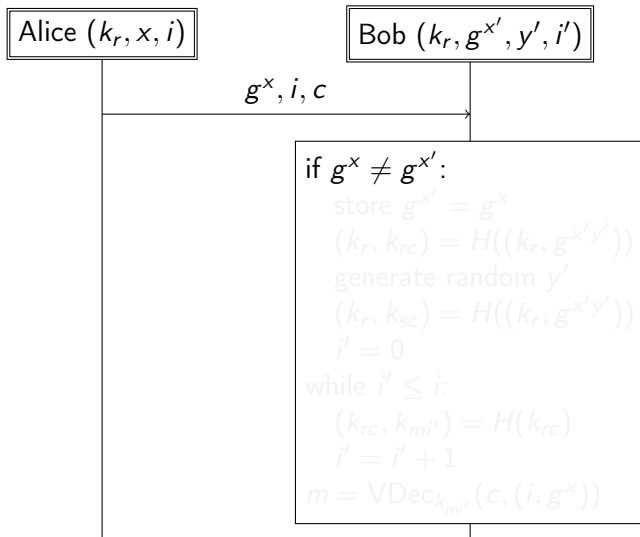 Alice (k_r, x, i)
Bob (k_r, g^{x'}, y', i')
g^x, i, c
if g^x ≠ g^{x'}:
store g^{x'} = g^x
(k_r, k_{rc}) = H((k_r, g^{x'y'}))
generate random y'
(k_r, k_{sc}) = H((k_r, g^{x'y'}))
i' = 0
while i' ≤ i:
(k_{rc}, k_{mi'}) = H(k_{rc})
i' = i' + 1
m = VDec_{k_{mi'}}(c, (i, g^x))